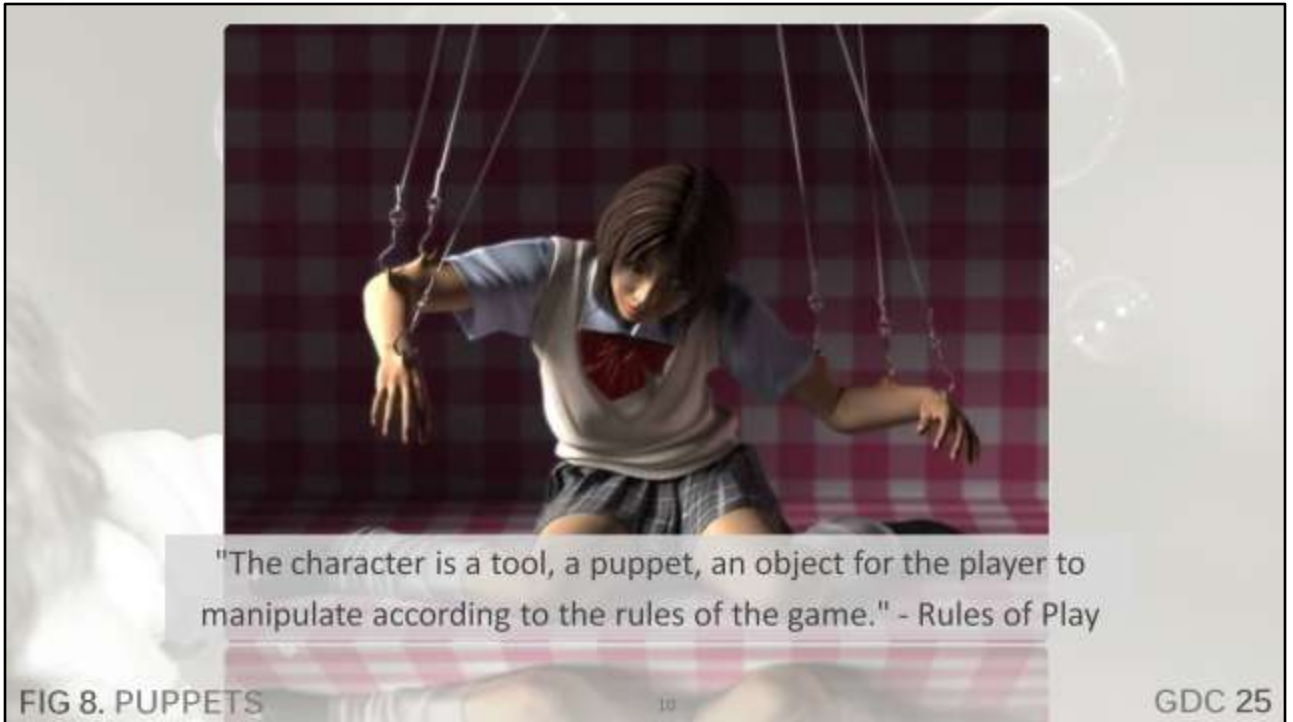 "The character is a tool, a puppet, an object for the player to
manipulate according to the rules of the game." - Rules of Play
FIG 8. PUPPETS
10
GDC 25